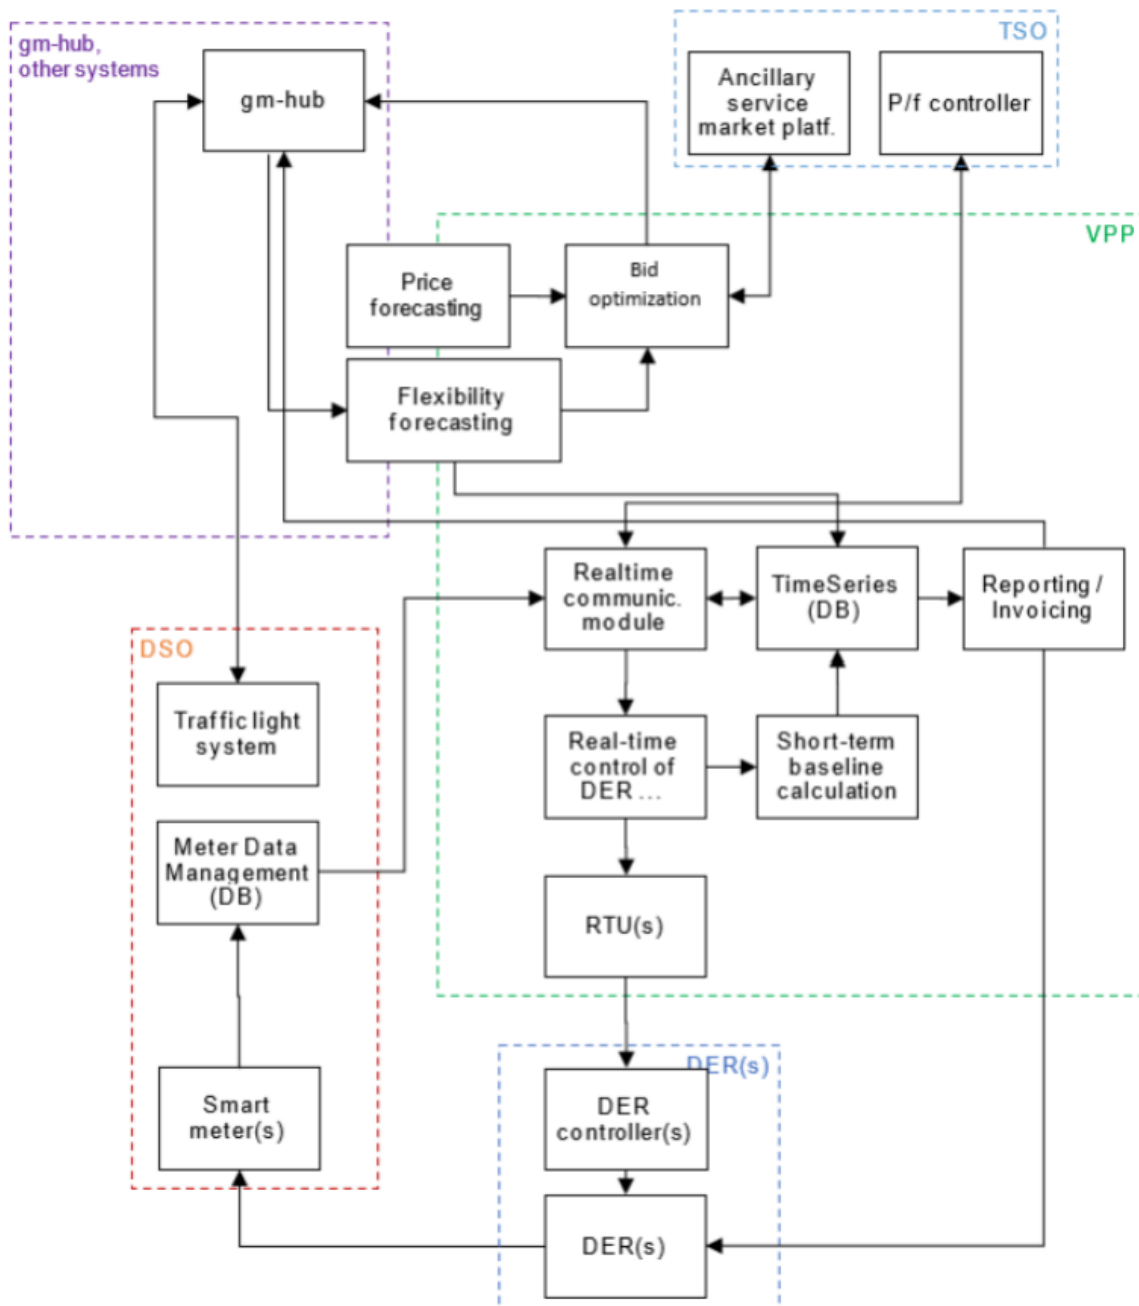 gm-hub,
other systems
gm-hub
TSO
Ancillary
service
market platf.
P/f controller
VPP
Price
forecasting
Bid
optimization
Flexibility
forecasting
Realtime
communic.
module
TimeSeries
(DB)
Reporting /
Invoicing
DSO
Traffic light
system
Real-time
control of
DER ...
Short-term
baseline
calculation
Meter Data
Management
(DB)
RTU(s)
Smart
meter(s)
DER(s)
DER
controller(s)
DER(s)